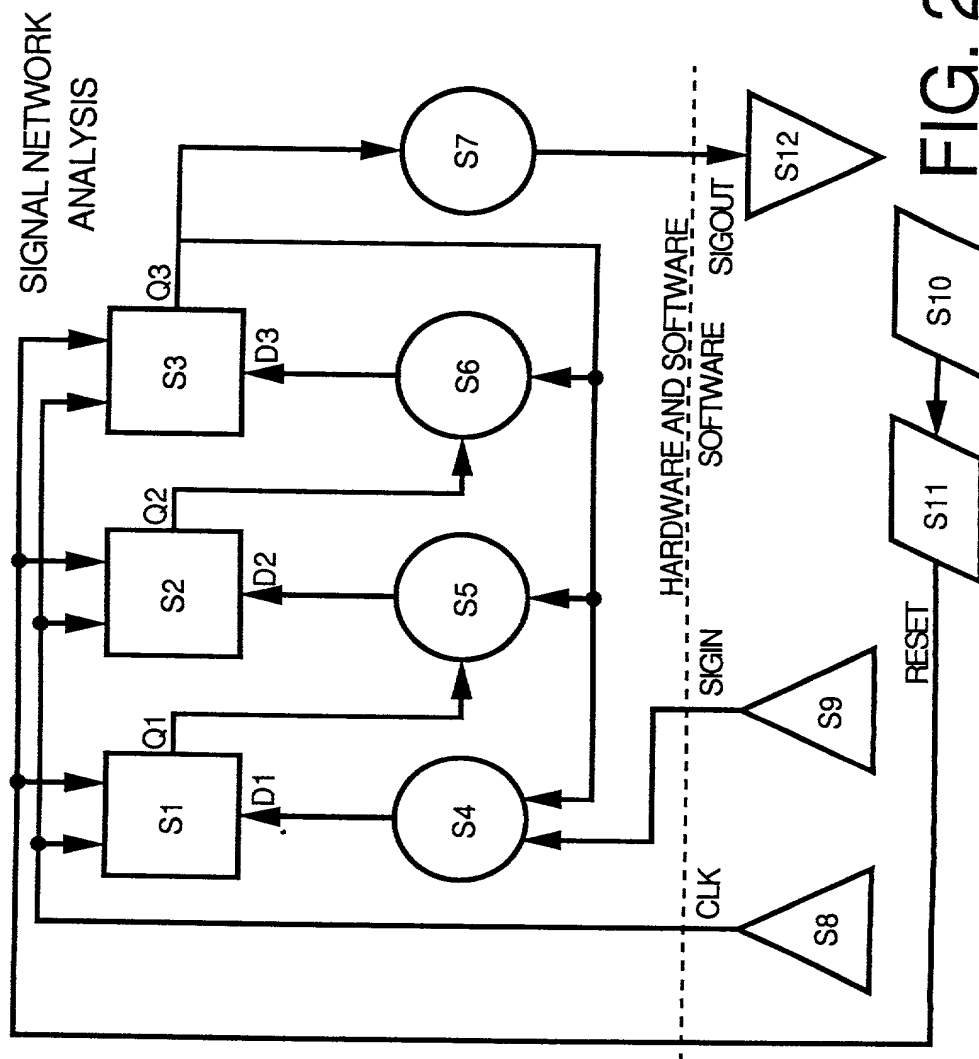 SIGNAL NETWORK
ANALYSIS
Q1
Q2
Q3
S1
S2
S3
D1
D2
D3
S4
S5
S6
S7
HARDWARE AND SOFTWARE
CLK
SIGIN
SOFTWARE
SIGOUT
S8
S9
S12
RESET
S11
S10
FIG. 2